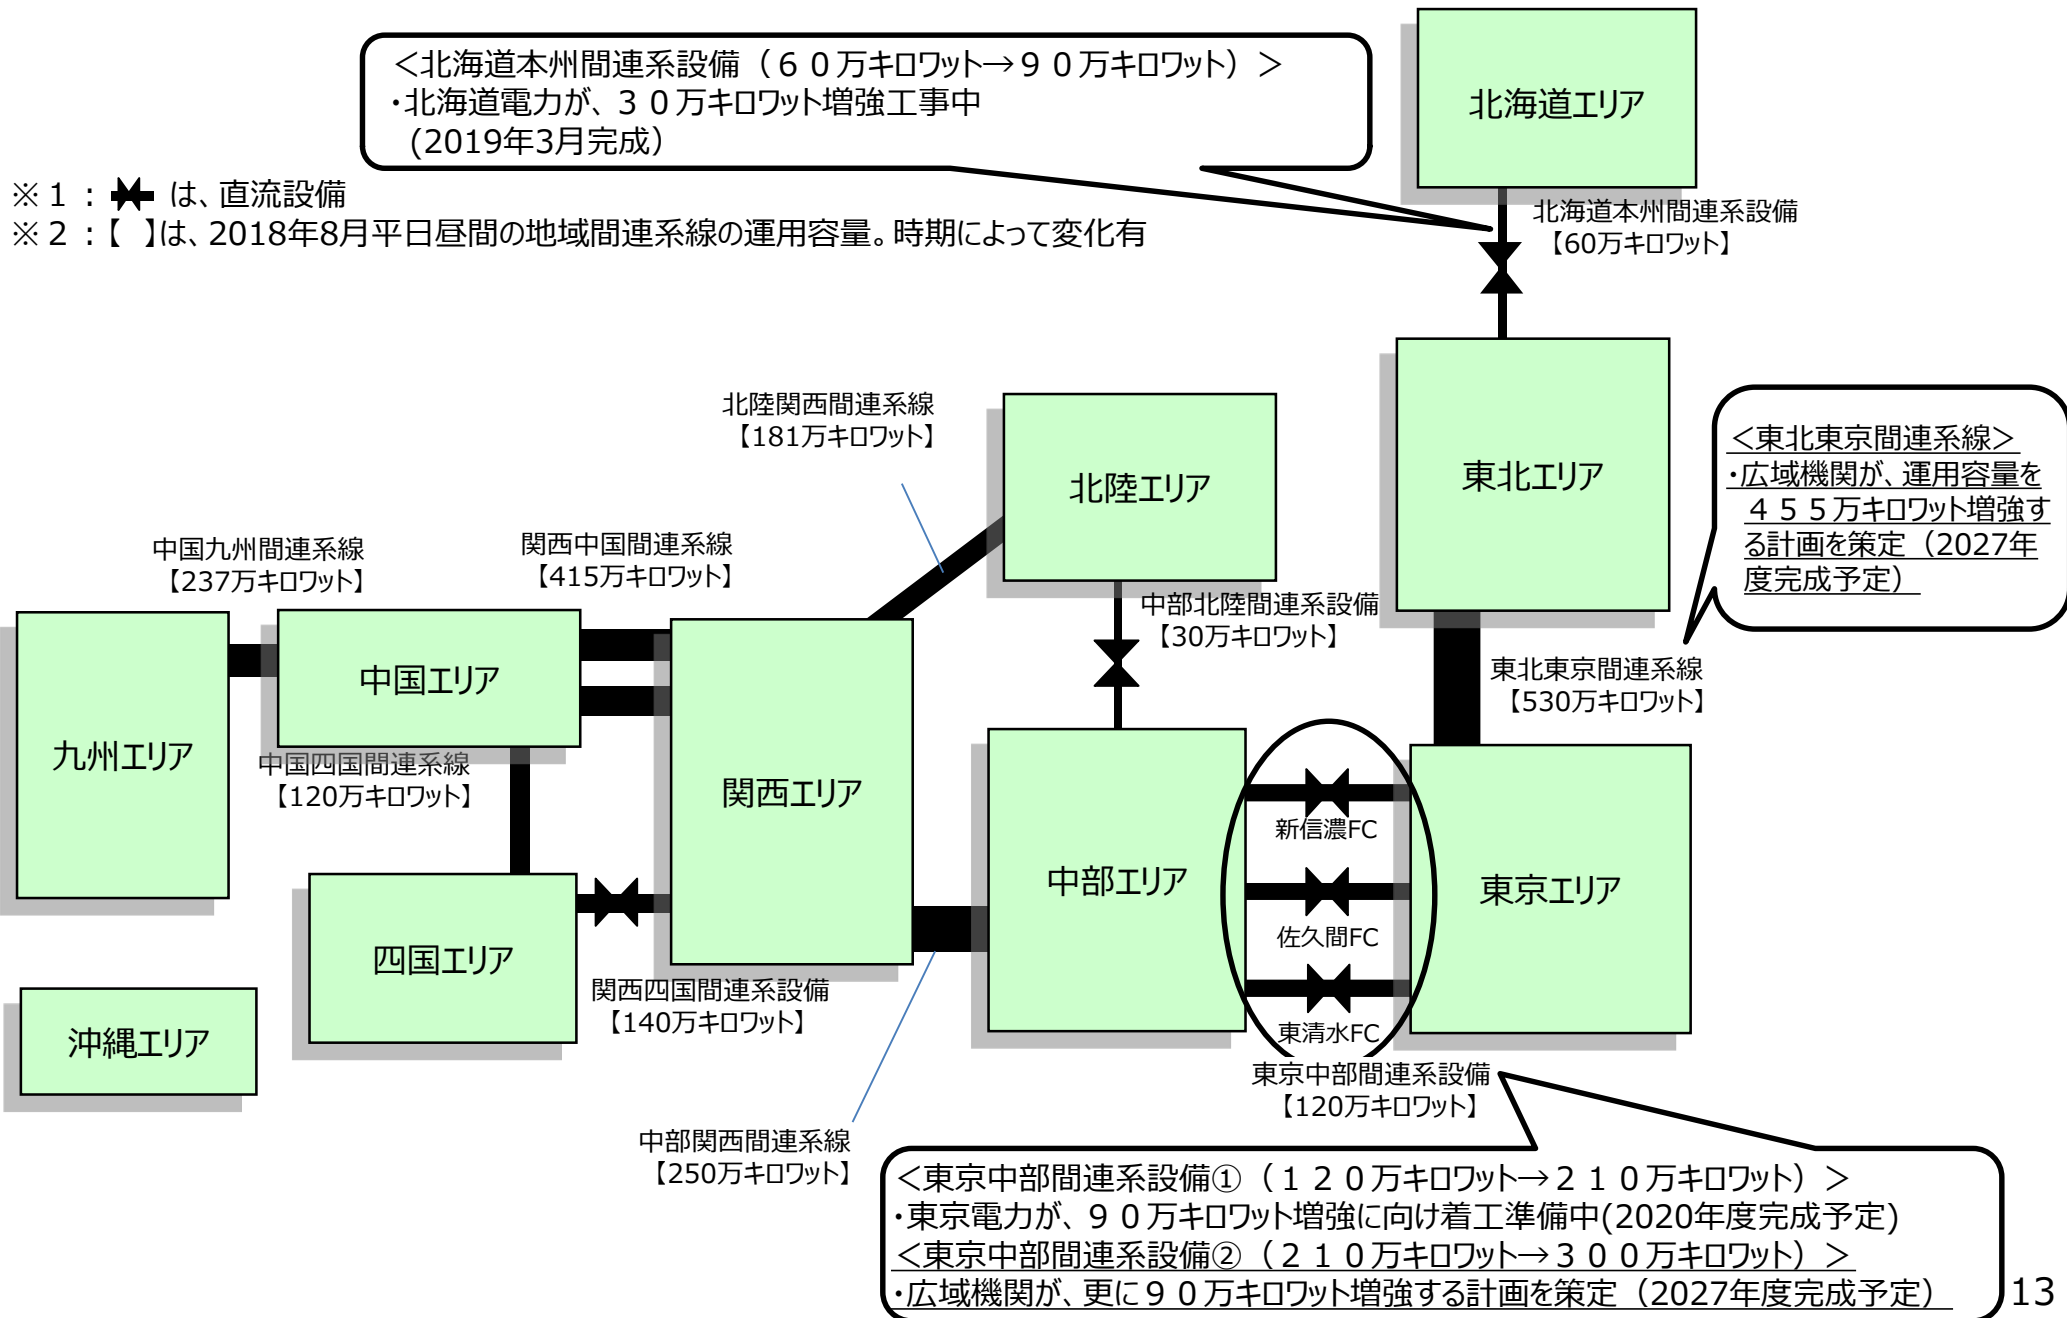 ＜北海道本州間連系設備（６０万キロワット→９０万キロワット）＞
・北海道電力が、３０万キロワット増強工事中
(2019年3月完成）
北海道エリア
※１： は、直流設備
※２：【 】は、2018年8月平日昼間の地域間連系線の運用容量。時期によって変化有
北海道本州間連系設備
【60万キロワット】
北陸関西間連系線
【181万キロワット】
北陸エリア
東北エリア
＜東北東京間連系線＞
・広域機関が、運用容量を
４５５万キロワット増強す
る計画を策定（2027年
度完成予定）
中国九州間連系線
【237万キロワット】
関西中国間連系線
【415万キロワット】
中部北陸間連系設備
【30万キロワット】
東北東京間連系線
【530万キロワット】
中国エリア
九州エリア
中国四国間連系線
【120万キロワット】
関西エリア
新信濃FC
中部エリア
東京エリア
佐久間FC
四国エリア
関西四国間連系設備
【140万キロワット】
東清水FC
沖縄エリア
東京中部間連系設備
【120万キロワット】
中部関西間連系線
【250万キロワット】
＜東京中部間連系設備①（１２０万キロワット→２１０万キロワット）＞
・東京電力が、９０万キロワット増強に向け着工準備中(2020年度完成予定)
＜東京中部間連系設備②（２１０万キロワット→３００万キロワット）＞
・広域機関が、更に９０万キロワット増強する計画を策定（2027年度完成予定）
13